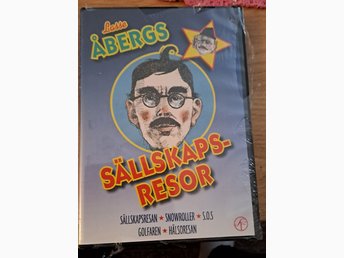 Lasse
ÅBERGS
SÄLLSKAPS-
RESOR
SÄLLSKAPSRESAN ★ SNOWROLLER ★ S.O.S
GOLFAREN ★ HÄLSORESAN